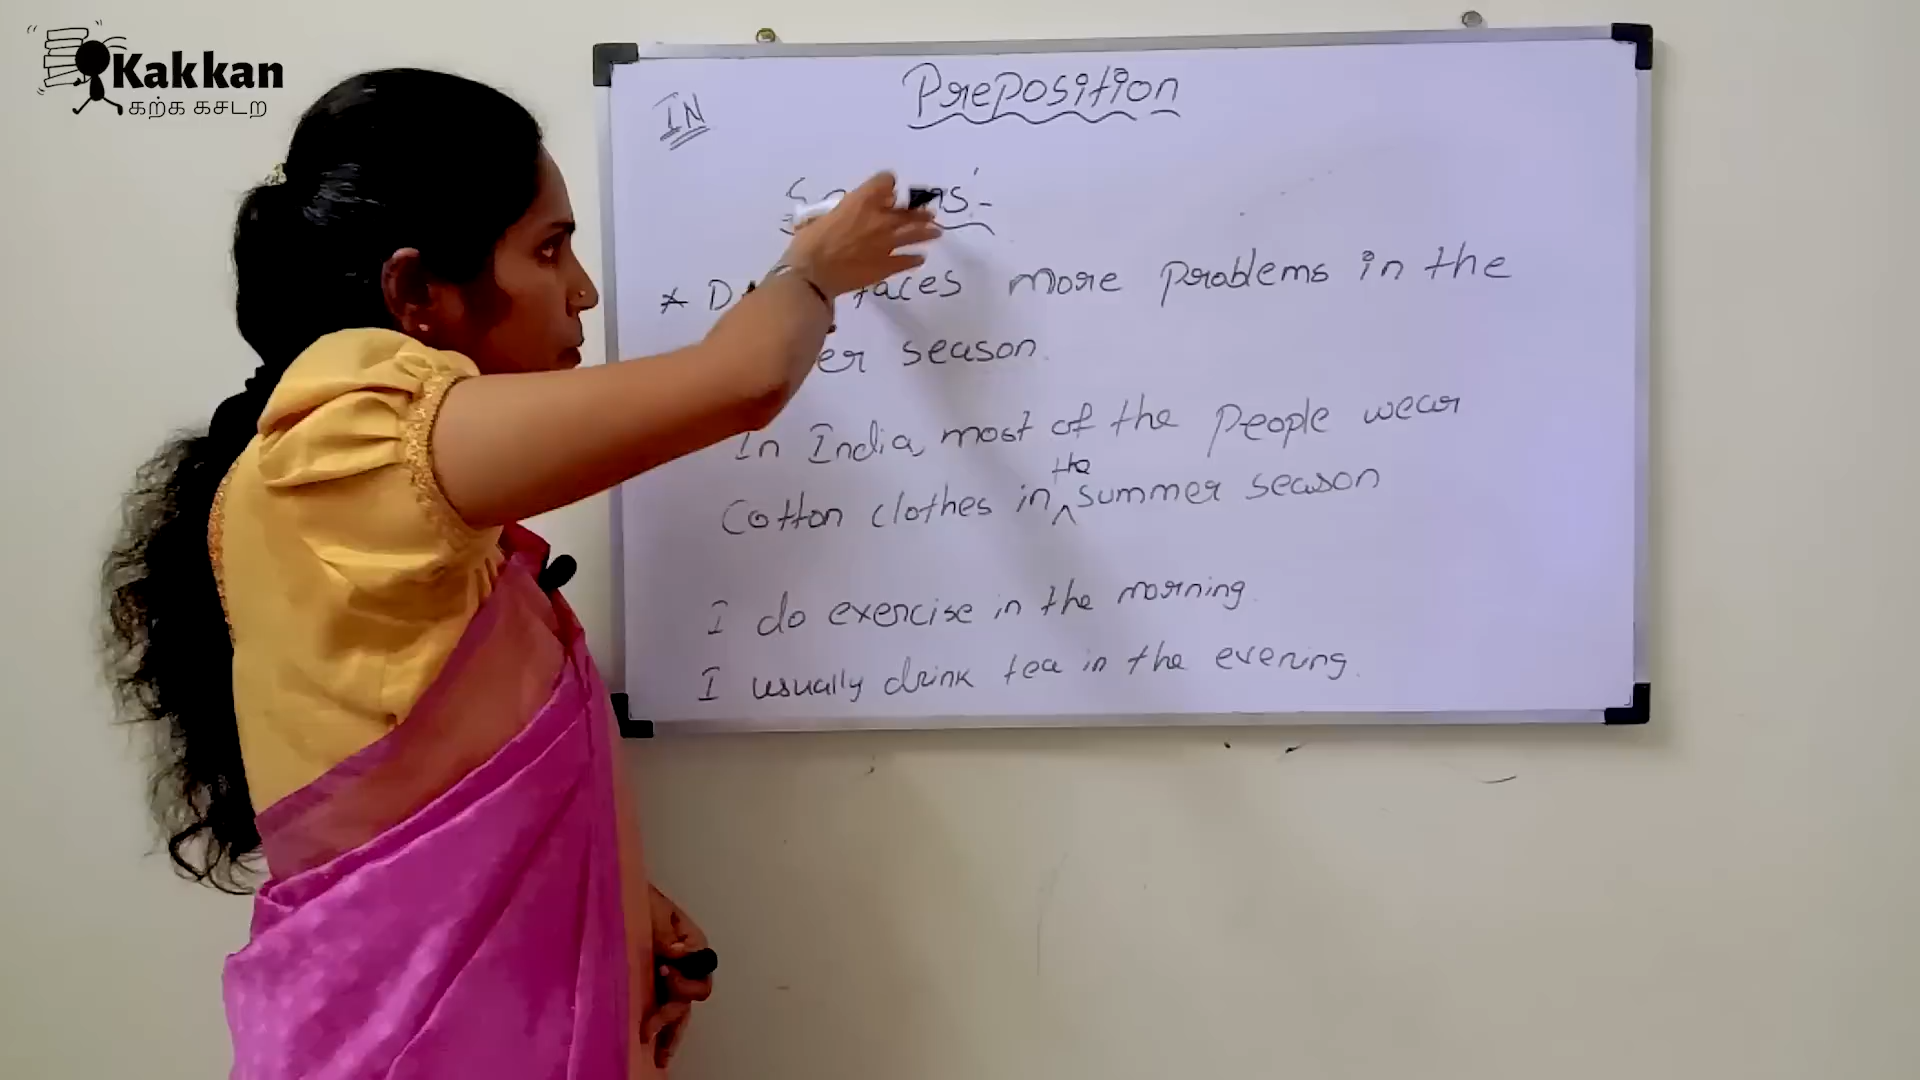 Kakkan
கற்க கசடற
Preposition
IN
faces more problems in the
season.
In India, most of the people wear
the
Cotton clothes in ^ summer season
I do exercise in the morning.
I usually drink tea in the evening.